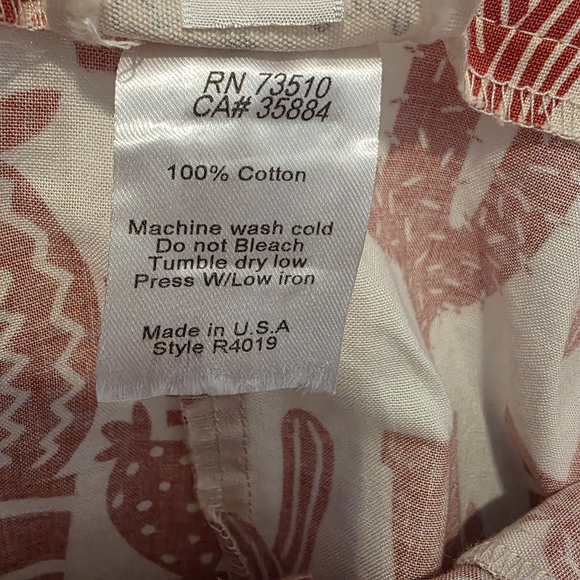 RN 73510
CA# 35884
100% Cotton
Machine wash cold
Do not Bleach
Tumble dry low
Press W/Low iron
Made in U.S.A
Style R4019